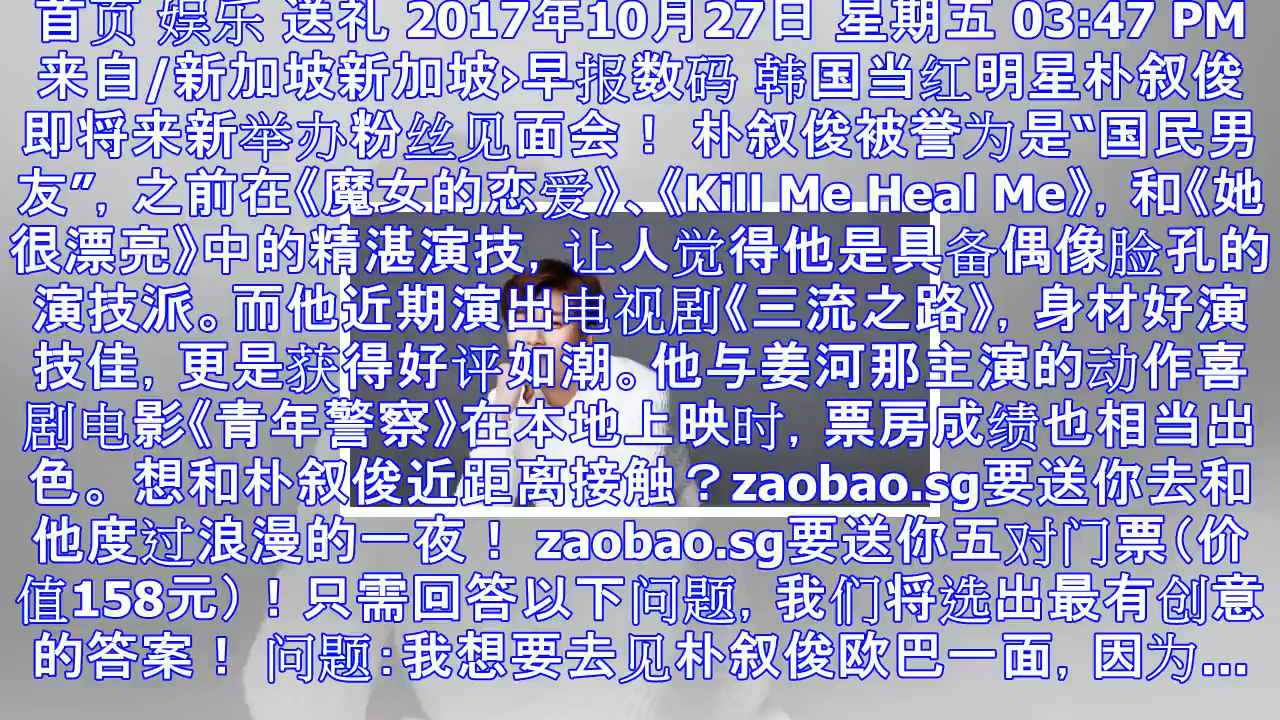 首页 娱乐 送礼 2017年10月27日 星期五 03:47 PM
来自/新加坡新加坡>早报数码 韩国当红明星朴叙俊
即将来新举办粉丝见面会！ 朴叙俊被誉为是“国民男
友”，之前在《魔女的恋爱》、《Kill Me Heal Me》，和《她
很漂亮》中的精湛演技，让人觉得他是具备偶像脸孔的
演技派。而他近期演出电视剧《三流之路》，身材好演
技佳，更是获得好评如潮。他与姜河那主演的动作喜
剧电影《青年警察》在本地上映时，票房成绩也相当出
色。想和朴叙俊近距离接触？zaobao.sg要送你去和
他度过浪漫的一夜！ zaobao.sg要送你五对门票（价
值158元）！只需回答以下问题，我们将选出最有创意
的答案！ 问题：我想要去见朴叙俊欧巴一面，因为...